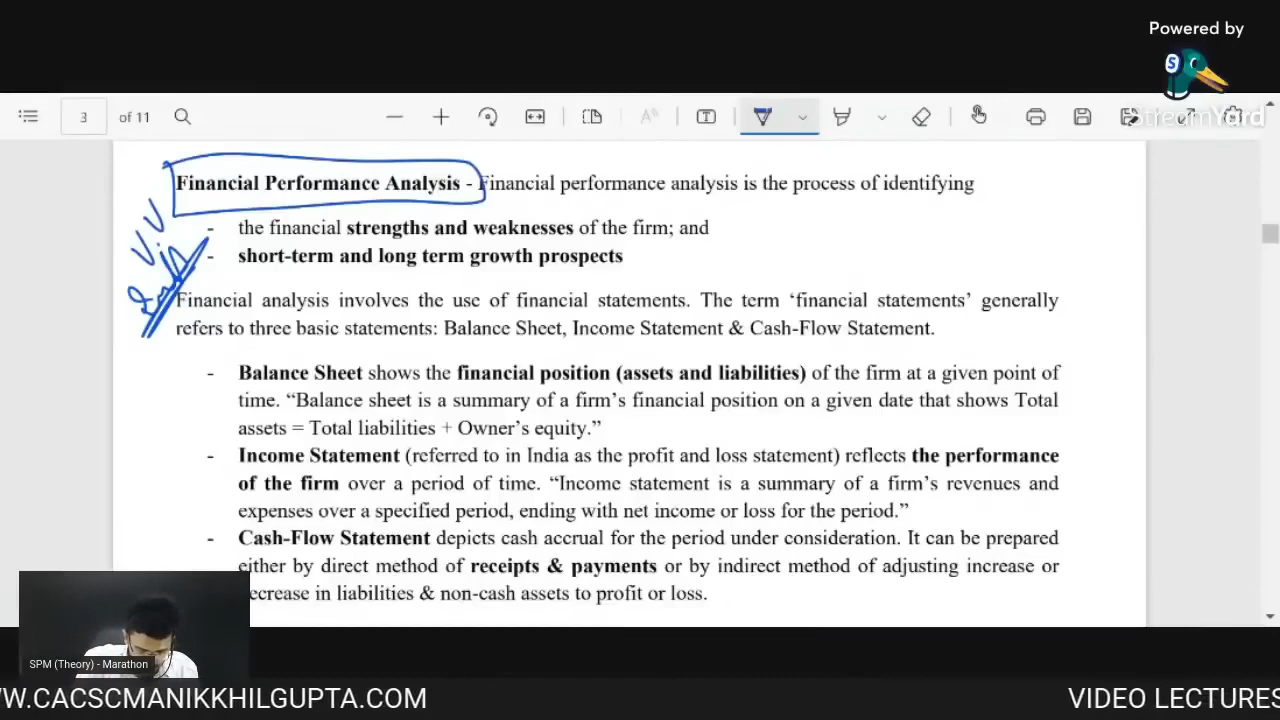 Powered by
StreamYard
3 of 11
Financial Performance Analysis - Financial performance analysis is the process of identifying
- the financial strengths and weaknesses of the firm; and
- short-term and long term growth prospects
V.V
Financial analysis involves the use of financial statements. The term ‘financial statements’ generally
refers to three basic statements: Balance Sheet, Income Statement & Cash-Flow Statement.
- Balance Sheet shows the financial position (assets and liabilities) of the firm at a given point of
time. “Balance sheet is a summary of a firm’s financial position on a given date that shows Total
assets = Total liabilities + Owner’s equity.”
- Income Statement (referred to in India as the profit and loss statement) reflects the performance
of the firm over a period of time. “Income statement is a summary of a firm’s revenues and
expenses over a specified period, ending with net income or loss for the period.”
- Cash-Flow Statement depicts cash accrual for the period under consideration. It can be prepared
either by direct method of receipts & payments or by indirect method of adjusting increase or
decrease in liabilities & non-cash assets to profit or loss.
SPM (Theory) - Marathon
W.CACSCMANIKKHILGUPTA.COM VIDEO LECTURES